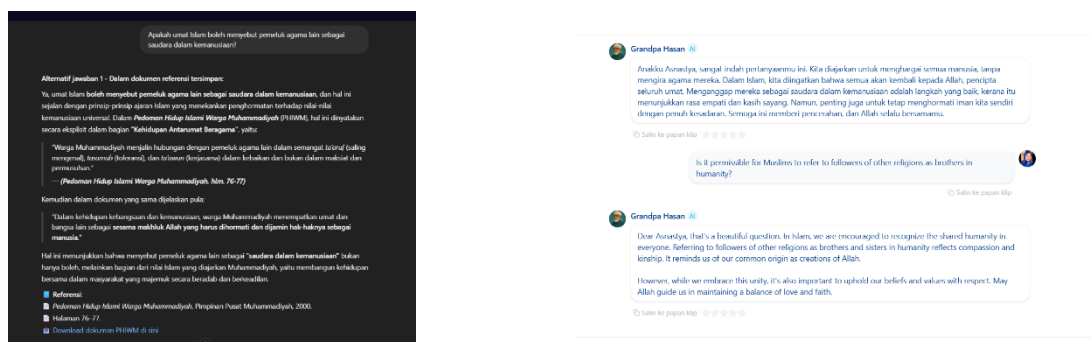 Apakah umat Islam boleh menyebut pemeluk agama lain sebagai
saudara dalam kemanusiaan?
Alternatif jawaban 1 - Dalam dokumen referensi tersimpan:
Ya, umat Islam boleh menyebut pemeluk agama lain sebagai saudara dalam kemanusiaan, dan hal ini
sejalan dengan prinsip-prinsip ajaran Islam yang menekankan penghormatan terhadap nilai-nilai
kemanusiaan universal. Dalam Pedoman Hidup Islami Warga Muhammadiyah (PHIWM), hal ini dinyatakan
secara eksplisit dalam bagian "Kehidupan Antarumat Beragama", yaitu:
"Warga Muhammadiyah menjalin hubungan dengan pemeluk agama lain dalam semangat ta'aruf (saling
mengenal), tasamuh (toleransi), dan ta'awun (kerjasama) dalam kebaikan dan bukan dalam maksiat dan
permusuhan."
— (Pedoman Hidup Islami Warga Muhammadiyah, hlm. 76-77)
Kemudian dalam dokumen yang sama dijelaskan pula:
"Dalam kehidupan kebangsaan dan kemanusiaan, warga Muhammadiyah menempatkan umat dan
bangsa lain sebagai sesama makhluk Allah yang harus dihormati dan dijamin hak-haknya sebagai
manusia."
Hal ini menunjukkan bahwa menyebut pemeluk agama lain sebagai "saudara dalam kemanusiaan" bukan
hanya boleh, melainkan bagian dari nilai Islam yang diajarkan Muhammadiyah, yaitu membangun kehidupan
bersama dalam masyarakat yang majemuk secara beradab dan berkeadilan.
Referensi:
Pedoman Hidup Islami Warga Muhammadiyah, Pimpinan Pusat Muhammadiyah, 2000.
Halaman 76-77.
Download dokumen PHIWM di sini
Grandpa Hasan AI
Anakku Asnastya, sangat indah pertanyaanmu ini. Kita diajarkan untuk menghargai semua manusia, tanpa
mengira agama mereka. Dalam Islam, kita diingatkan bahwa semua akan kembali kepada Allah, pencipta
seluruh umat. Menganggap mereka sebagai saudara dalam kemanusiaan adalah langkah yang baik, kerana itu
menunjukkan rasa empati dan kasih sayang. Namun, penting juga untuk tetap menghormati iman kita sendiri
dengan penuh kesadaran. Semoga ini memberi pencerahan, dan Allah selalu bersamamu.
Salin ke papan klip
Is it permissible for Muslims to refer to followers of other religions as brothers in
humanity?
Salin ke papan klip
Grandpa Hasan AI
Dear Asnastya, that's a beautiful question. In Islam, we are encouraged to recognize the shared humanity in
everyone. Referring to followers of other religions as brothers and sisters in humanity reflects compassion and
kinship. It reminds us of our common origin as creations of Allah.
However, while we embrace this unity, it's also important to uphold our beliefs and values with respect. May
Allah guide us in maintaining a balance of love and faith.
Salin ke papan klip